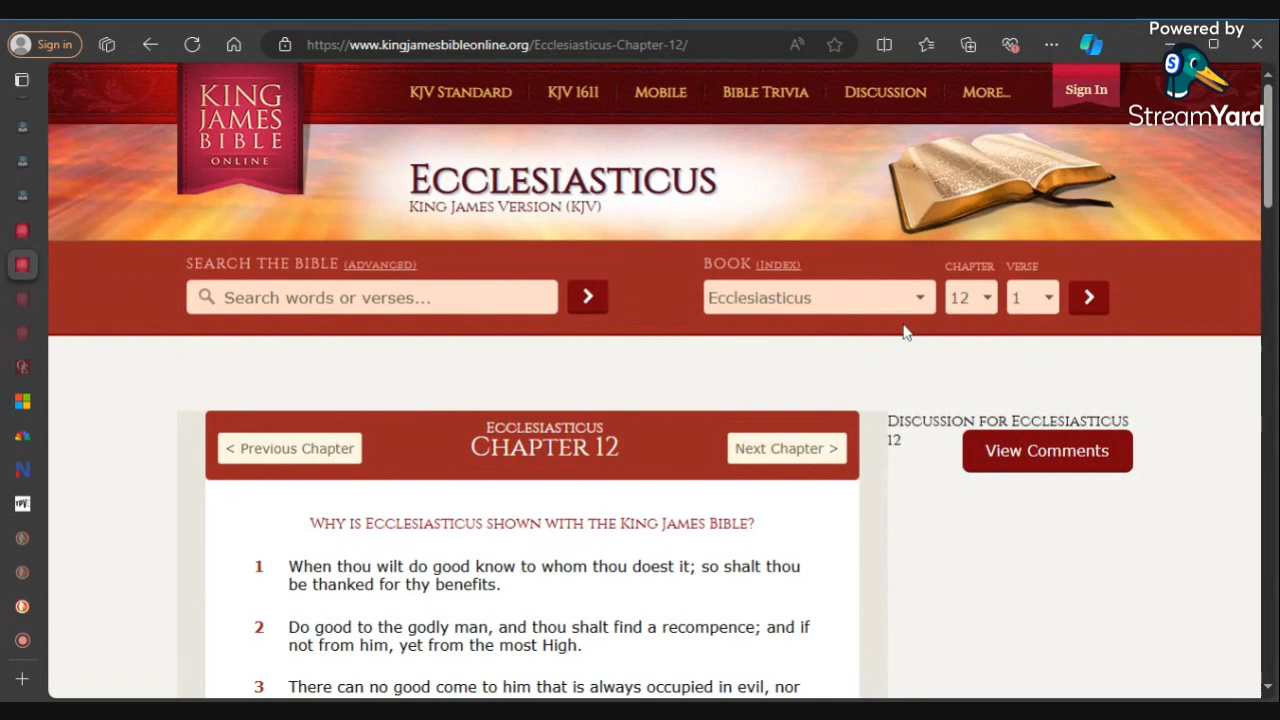 Powered by
StreamYard
Sign in
https://www.kingjamesbibleonline.org/Ecclesiasticus-Chapter-12/
KING
JAMES
BIBLE
ONLINE
KJV STANDARD
KJV 1611
MOBILE
BIBLE TRIVIA
DISCUSSION
MORE...
Sign In
ECCLESIASTICUS
KING JAMES VERSION (KJV)
SEARCH THE BIBLE (ADVANCED)
BOOK (INDEX)
CHAPTER
VERSE
Search words or verses...
Ecclesiasticus
12
1
< Previous Chapter
ECCLESIASTICUS
CHAPTER 12
Next Chapter >
DISCUSSION FOR ECCLESIASTICUS
12
View Comments
WHY IS ECCLESIASTICUS SHOWN WITH THE KING JAMES BIBLE?
1 When thou wilt do good know to whom thou doest it; so shalt thou
be thanked for thy benefits.
2 Do good to the godly man, and thou shalt find a recompence; and if
not from him, yet from the most High.
3 There can no good come to him that is always occupied in evil, nor